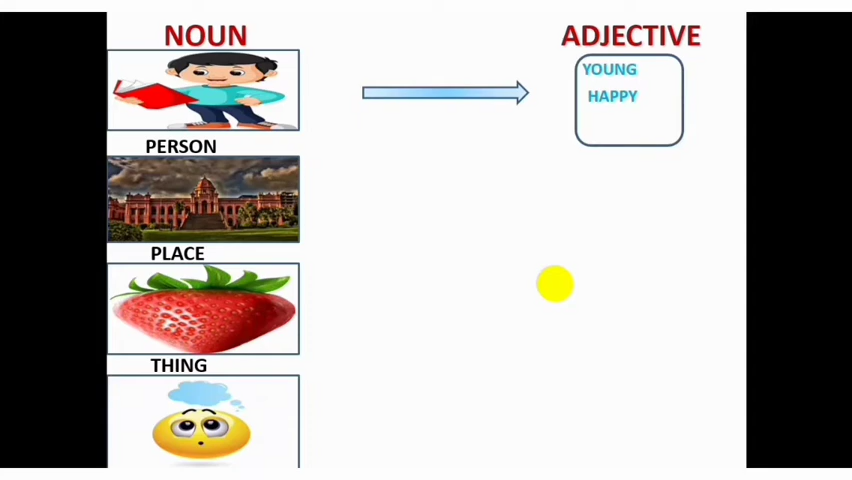 NOUN
ADJECTIVE
YOUNG
HAPPY
PERSON
PLACE
THING